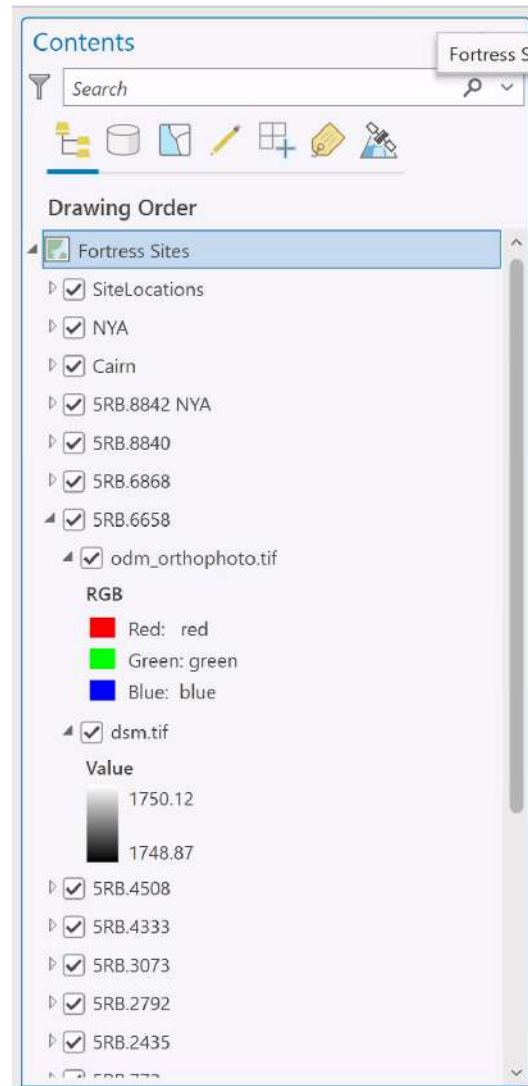 Contents
Fortress S
Search
Drawing Order
Fortress Sites
SiteLocations
NYA
Cairn
5RB.8842 NYA
5RB.8840
5RB.6868
5RB.6658
odm_orthophoto.tif
RGB
Red: red
Green: green
Blue: blue
dsm.tif
Value
1750.12
1748.87
5RB.4508
5RB.4333
5RB.3073
5RB.2792
5RB.2435